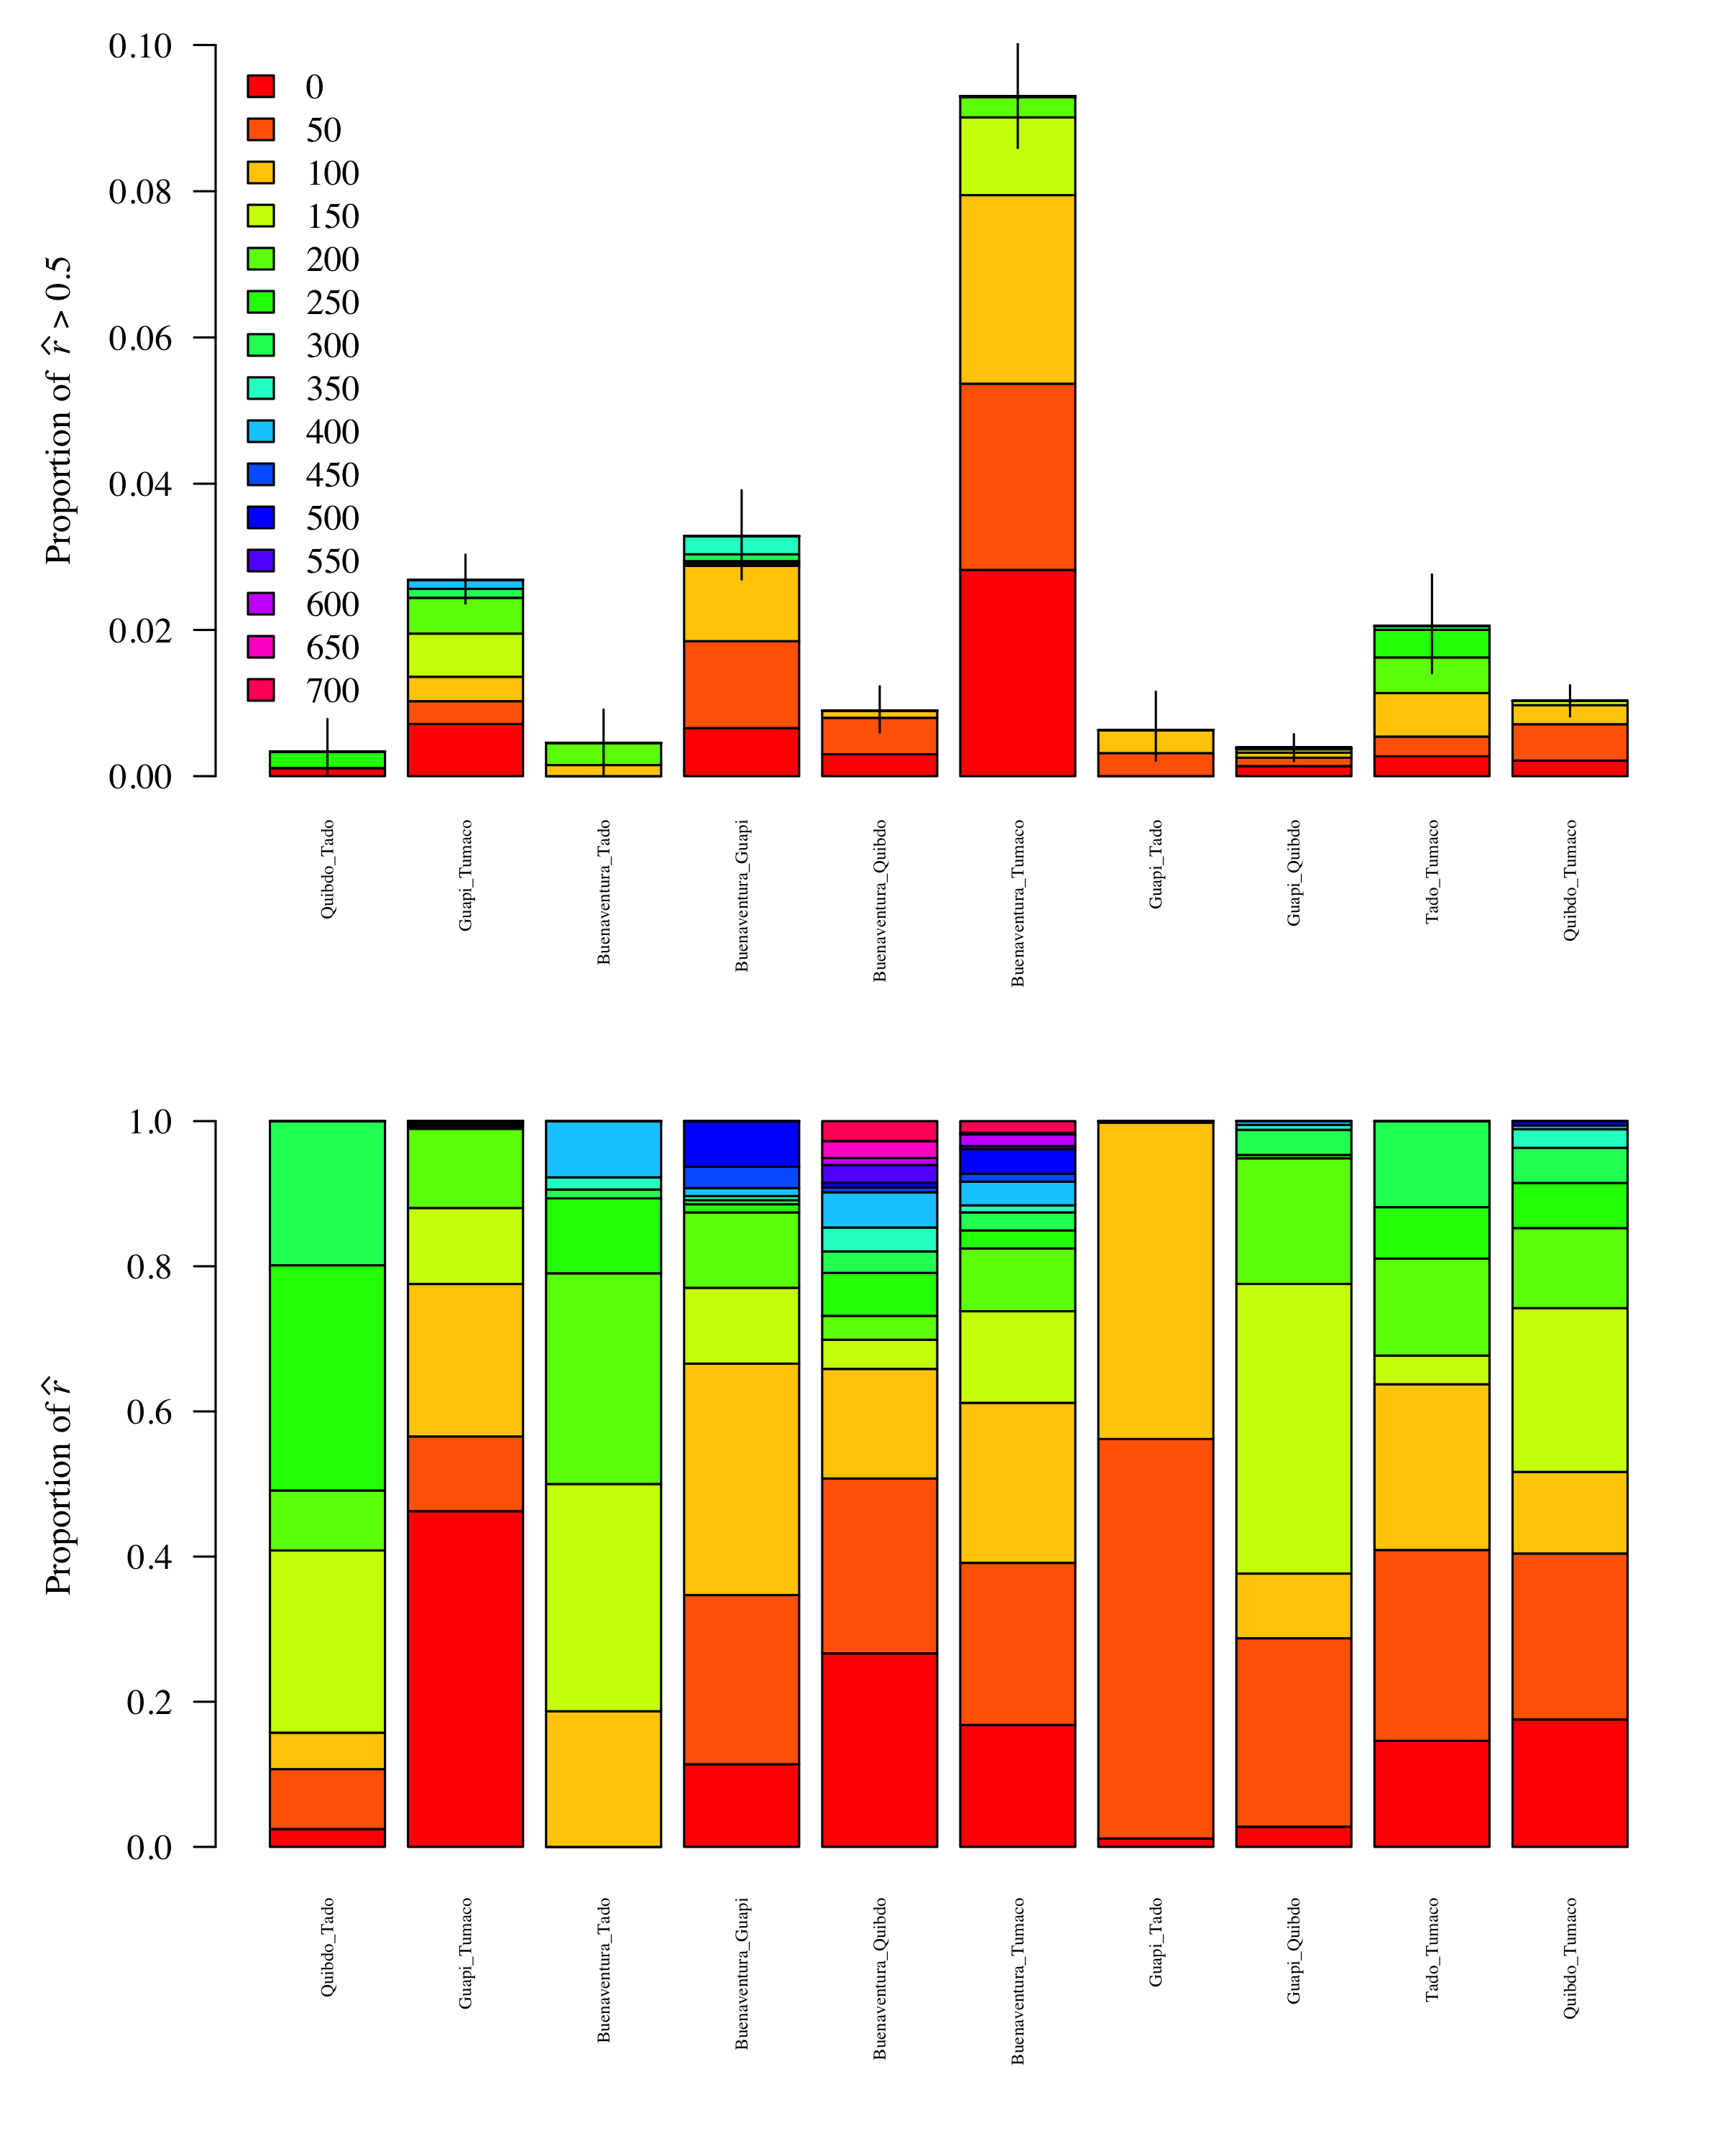 0.10
0.08
0.06
0.04
0.02
0.00
Proportion of r̂ > 0.5
0
50
100
150
200
250
300
350
400
450
500
550
600
650
700
Quibdo_Tado
Guapi_Tumaco
Buenaventura_Tado
Buenaventura_Guapi
Buenaventura_Quibdo
Buenaventura_Tumaco
Guapi_Tado
Guapi_Quibdo
Tado_Tumaco
Quibdo_Tumaco
1.0
0.8
0.6
0.4
0.2
0.0
Proportion of r̂
Quibdo_Tado
Guapi_Tumaco
Buenaventura_Tado
Buenaventura_Guapi
Buenaventura_Quibdo
Buenaventura_Tumaco
Guapi_Tado
Guapi_Quibdo
Tado_Tumaco
Quibdo_Tumaco